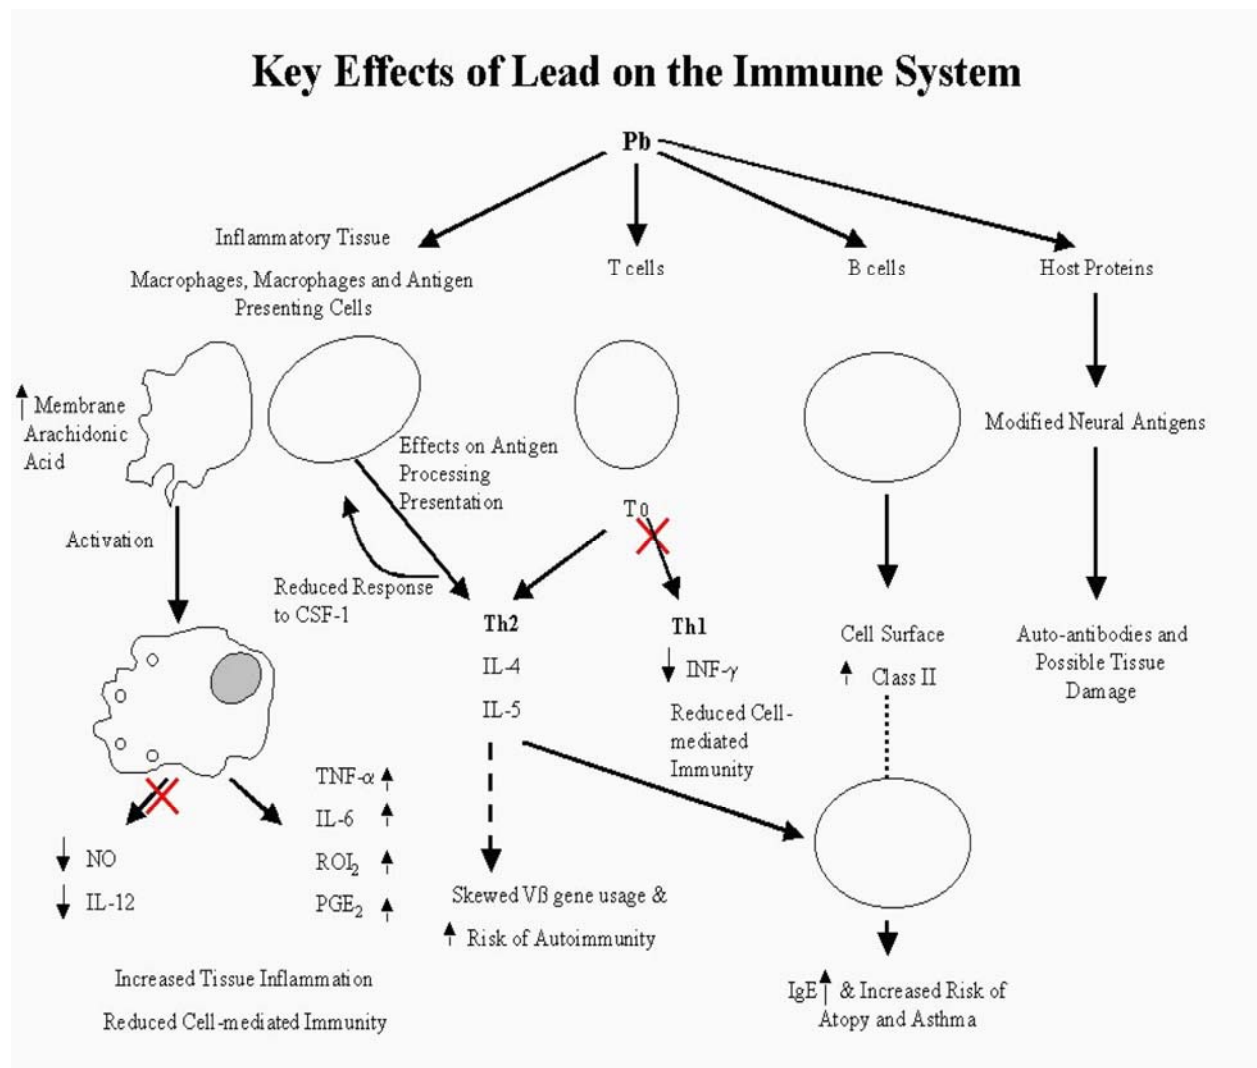 Key Effects of Lead on the Immune System
Pb
Inflammatory Tissue
Macrophages, Macrophages and Antigen
Presenting Cells
T cells
B cells
Host Proteins
↑ Membrane
Arachidonic
Acid
Effects on Antigen
Processing
Presentation
Modified Neural Antigens
T0
Activation
Reduced Response
to CSF-1
Th2
IL-4
IL-5
Th1
↓ INF-γ
Reduced Cell-
mediated
Immunity
Cell Surface
↑ Class II
Auto-antibodies and
Possible Tissue
Damage
↓ NO
↓ IL-12
TNF-α ↑
IL-6 ↑
ROI₂ ↑
PGE₂ ↑
Skewed Vß gene usage &
↑ Risk of Autoimmunity
Increased Tissue Inflammation
Reduced Cell-mediated Immunity
IgE↑ & Increased Risk of
Atopy and Asthma